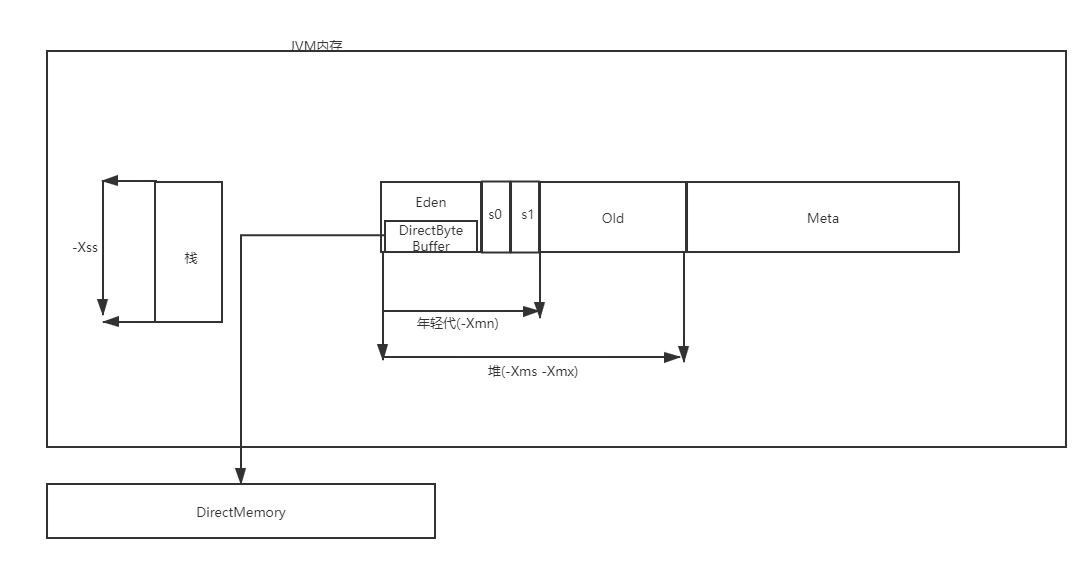 JVM内存
Eden
s0
s1
Old
Meta
DirectByte
Buffer
-Xss
栈
年轻代(-Xmn)
堆(-Xms -Xmx)
DirectMemory